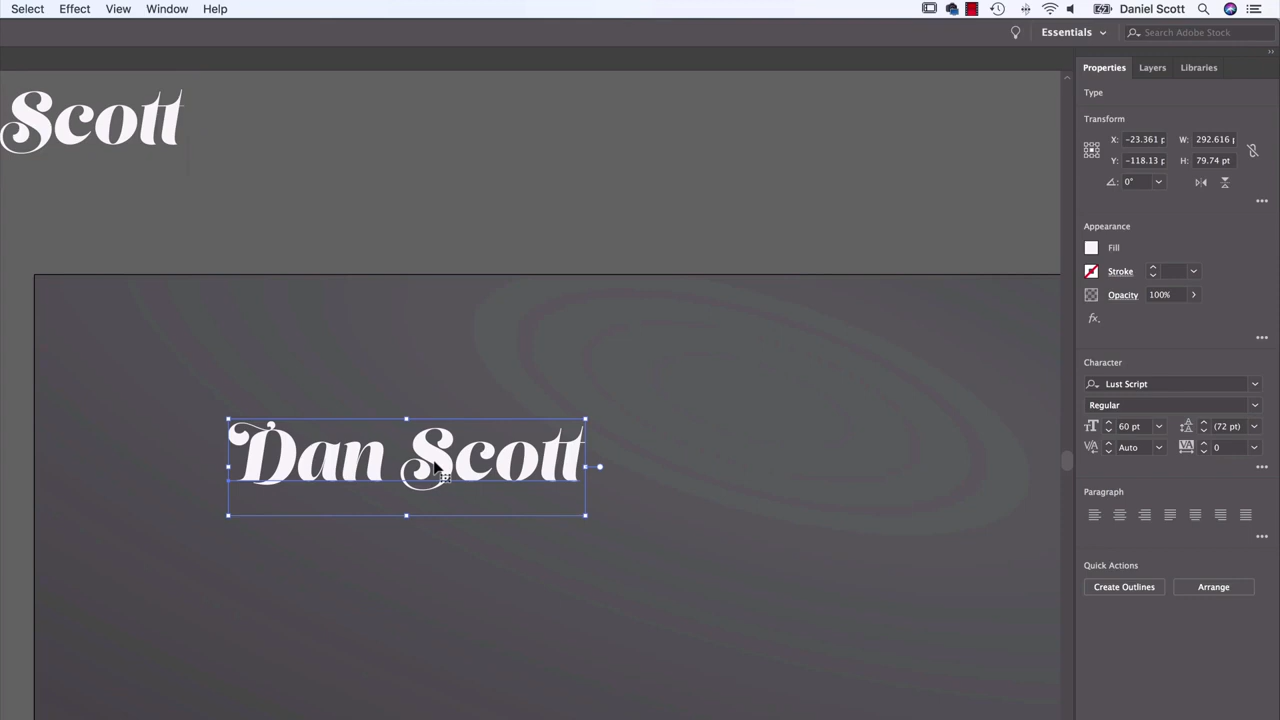 Select Effect View Window Help Daniel Scott
Essentials Search Adobe Stock
Properties Layers Libraries
Type
Scott
Transform
X: -23.361 p W: 292.616 p
Y: -118.13 p H: 79.74 pt
0°
Appearance
Fill
Stroke
Opacity 100%
fx.
Character
Lust Script
Regular
60 pt (72 pt)
Auto 0
Dan Scott
Paragraph
Quick Actions
Create Outlines Arrange